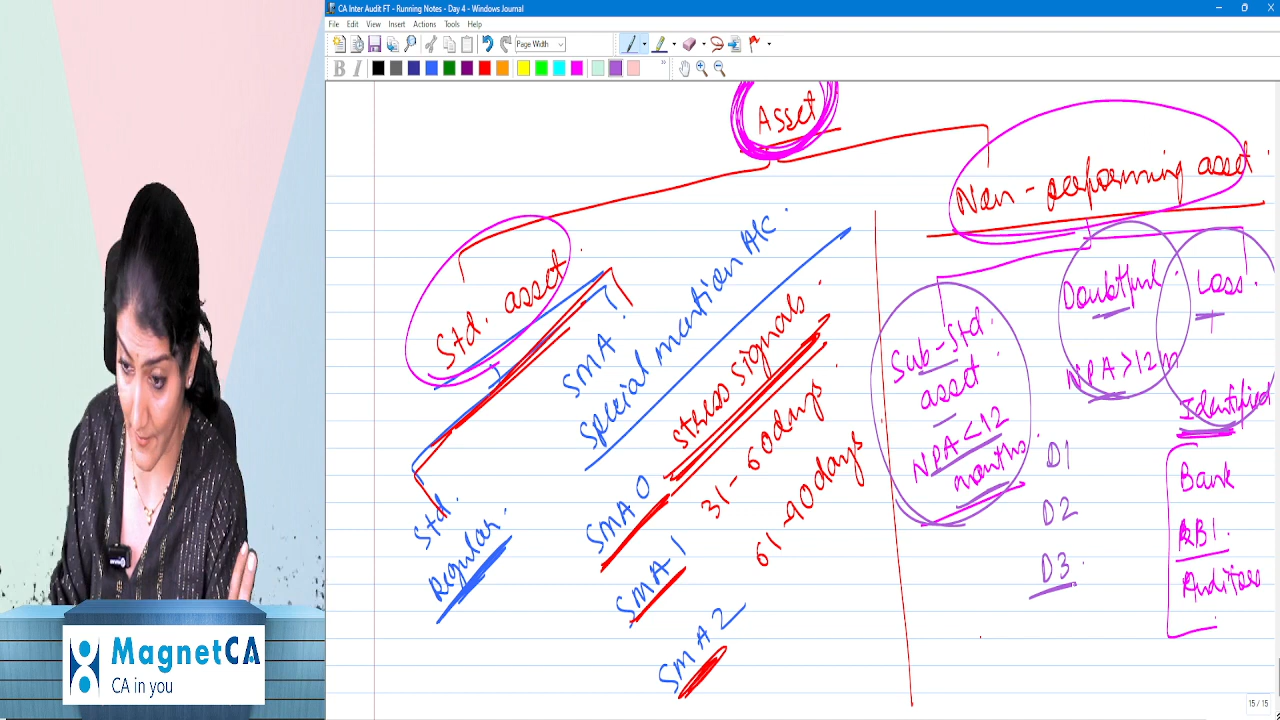 CA Inter Audit FT - Running Notes - Day 4 - Windows Journal
File Edit View Insert Actions Tools Help
Page Width
B I
Asset
Std. asset
Std.
Regular.
SMA
Special mention A/C.
Stress signals.
SMA 0
SMA 1
31 - 60 days.
SMA 2
61 - 90 days
Non-performing asset.
Sub-Std.
asset
NPA < 12
months.
Doubtful.
NPA > 12 m
D1
D2
D3
Loss.
Identified
Bank
RBI.
Auditors
MagnetCA
CA in you
15 / 15